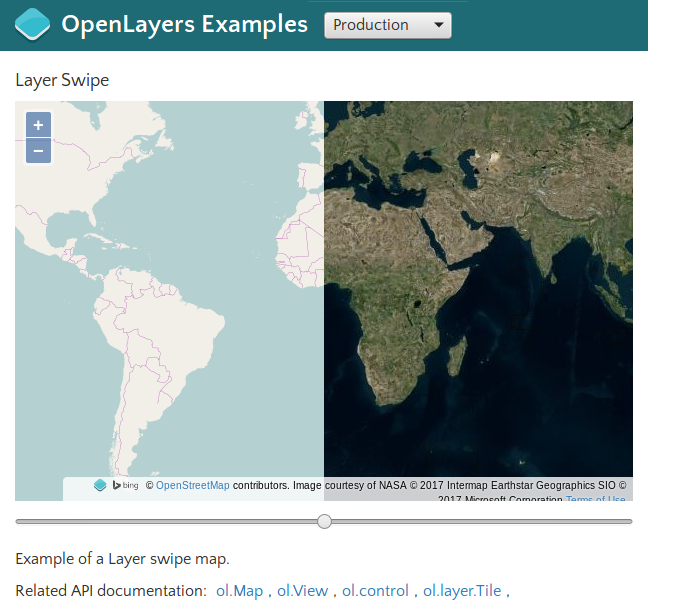 OpenLayers Examples Production
Layer Swipe
+
−
bing © OpenStreetMap contributors. Image courtesy of NASA © 2017 Intermap Earthstar Geographics SIO ©
2017 Microsoft Corporation Terms of Use
Example of a Layer swipe map.
Related API documentation: ol.Map , ol.View , ol.control , ol.layer.Tile ,